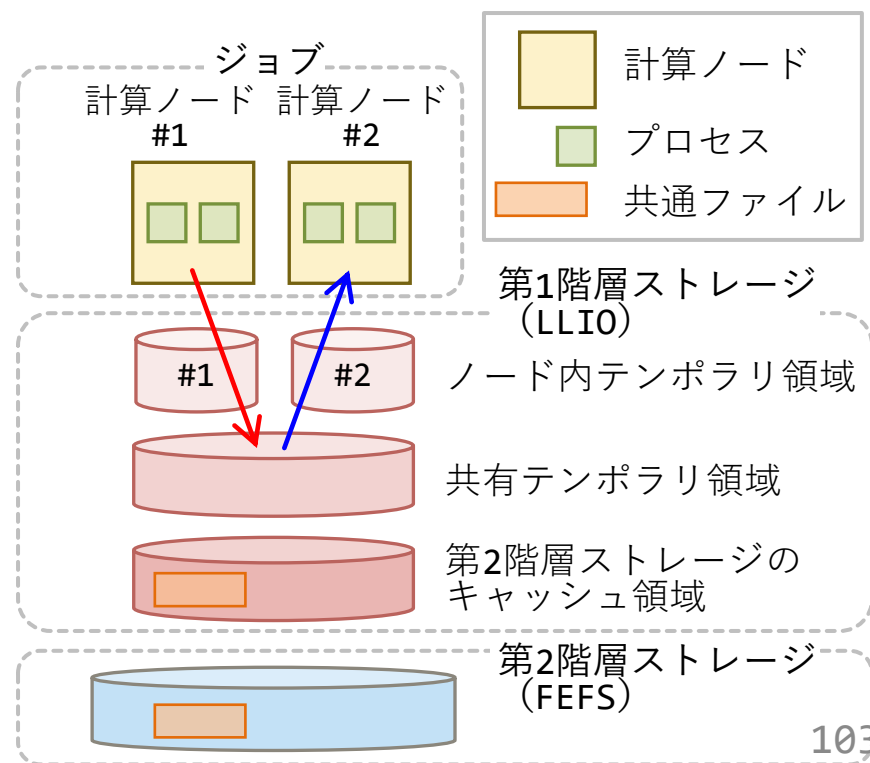 ジョブ
計算ノード 計算ノード
#1 #2
計算ノード
プロセス
共通ファイル
第1階層ストレージ
（LLIO）
#1 #2
ノード内テンポラリ領域
共有テンポラリ領域
第2階層ストレージの
キャッシュ領域
第2階層ストレージ
（FEFS）
103